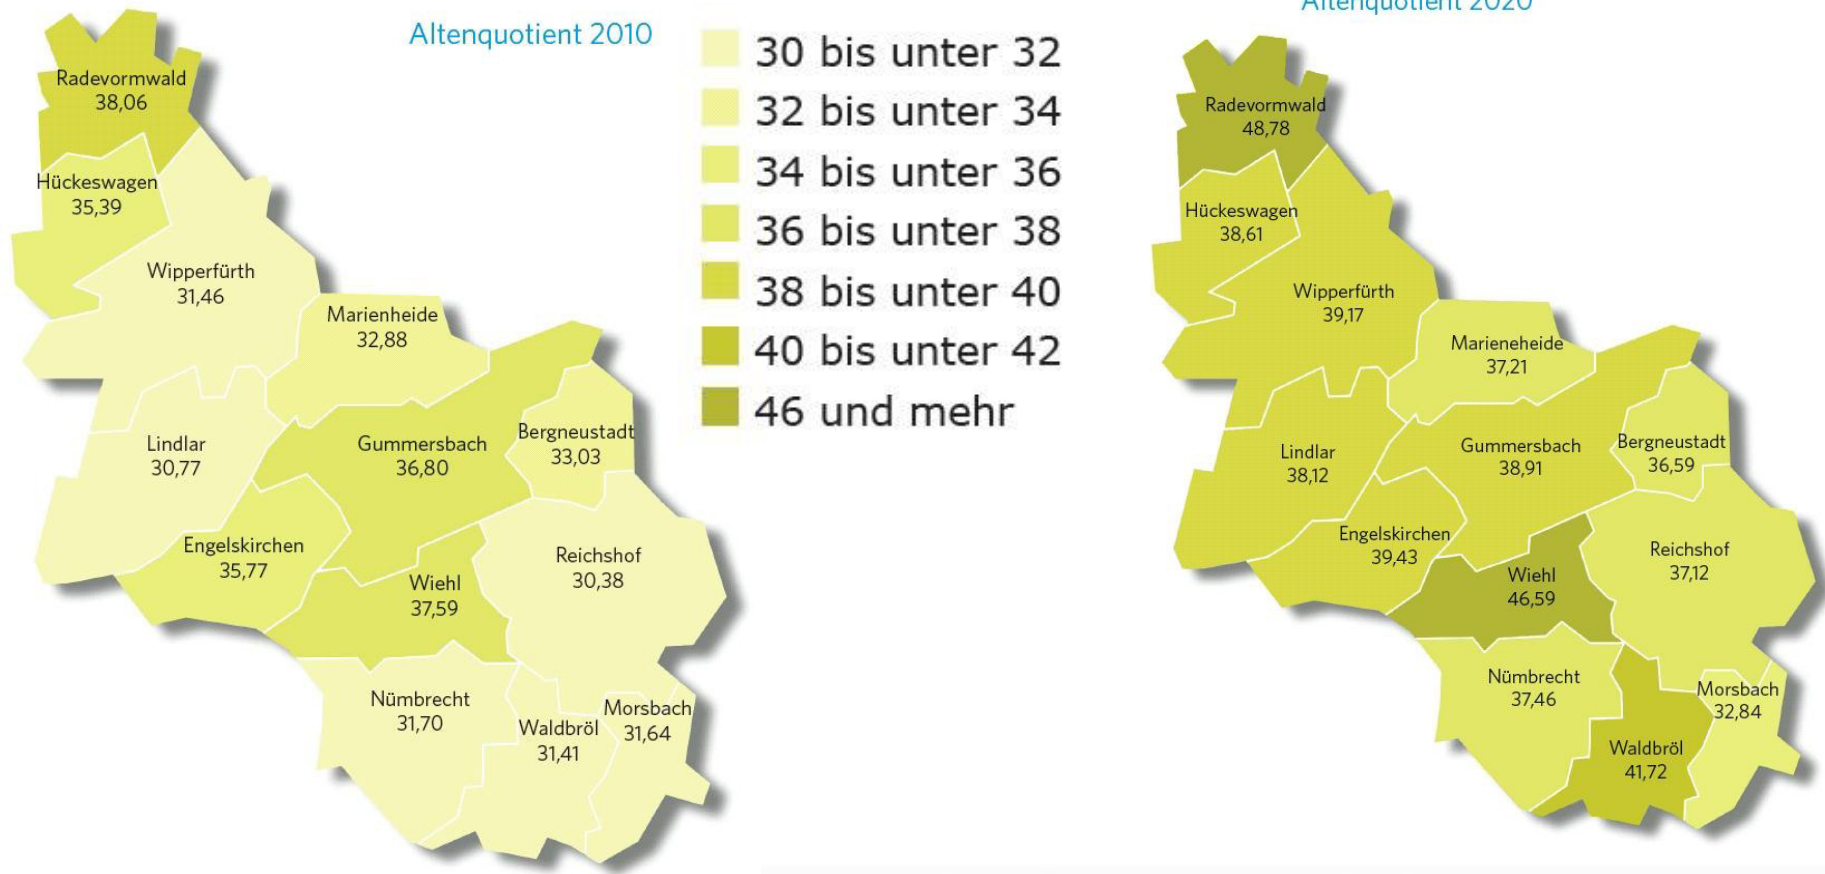 Altenquotient 2010
Radevormwald
38,06
Hückeswagen
35,39
Wipperfürth
31,46
Marienheide
32,88
Lindlar
30,77
Gummersbach
36,80
Bergneustadt
33,03
Engelskirchen
35,77
Wiehl
37,59
Reichshof
30,38
Nümbrecht
31,70
Waldbröl
31,41
Morsbach
31,64
30 bis unter 32
32 bis unter 34
34 bis unter 36
36 bis unter 38
38 bis unter 40
40 bis unter 42
46 und mehr
Altenquotient 2020
Radevormwald
48,78
Hückeswagen
38,61
Wipperfürth
39,17
Marieneheide
37,21
Lindlar
38,12
Gummersbach
38,91
Bergneustadt
36,59
Engelskirchen
39,43
Wiehl
46,59
Reichshof
37,12
Nümbrecht
37,46
Morsbach
32,84
Waldbröl
41,72